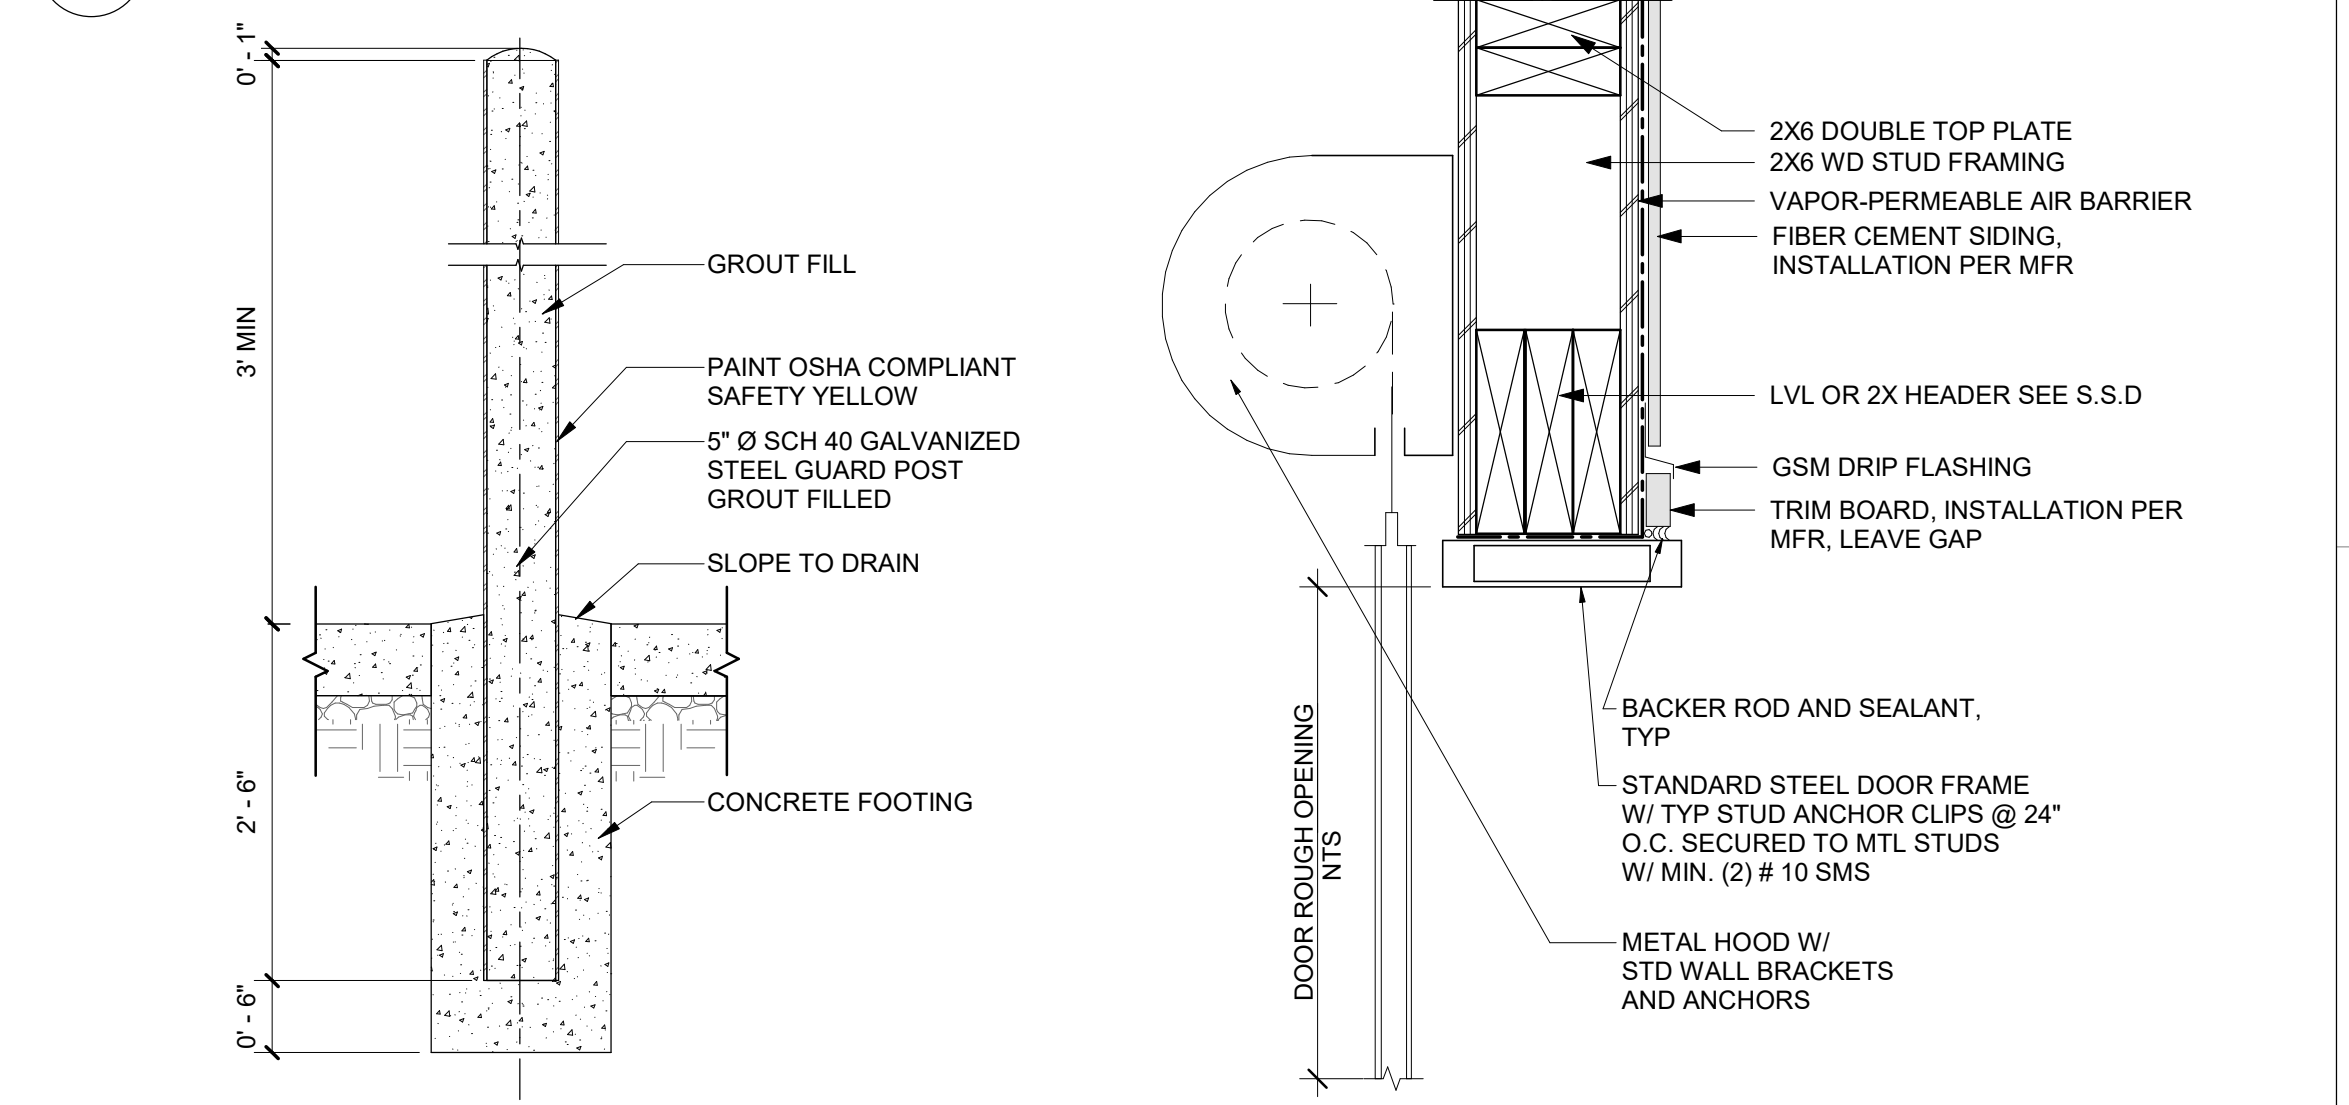 0' - 1"
3' MIN
2' - 6"
0' - 6"
GROUT FILL
PAINT OSHA COMPLIANT
SAFETY YELLOW
5" Ø SCH 40 GALVANIZED
STEEL GUARD POST
GROUT FILLED
SLOPE TO DRAIN
CONCRETE FOOTING
2X6 DOUBLE TOP PLATE
2X6 WD STUD FRAMING
VAPOR-PERMEABLE AIR BARRIER
FIBER CEMENT SIDING,
INSTALLATION PER MFR
LVL OR 2X HEADER SEE S.S.D
GSM DRIP FLASHING
TRIM BOARD, INSTALLATION PER
MFR, LEAVE GAP
BACKER ROD AND SEALANT,
TYP
STANDARD STEEL DOOR FRAME
W/ TYP STUD ANCHOR CLIPS @ 24"
O.C. SECURED TO MTL STUDS
W/ MIN. (2) # 10 SMS
METAL HOOD W/
STD WALL BRACKETS
AND ANCHORS
DOOR ROUGH OPENING
NTS